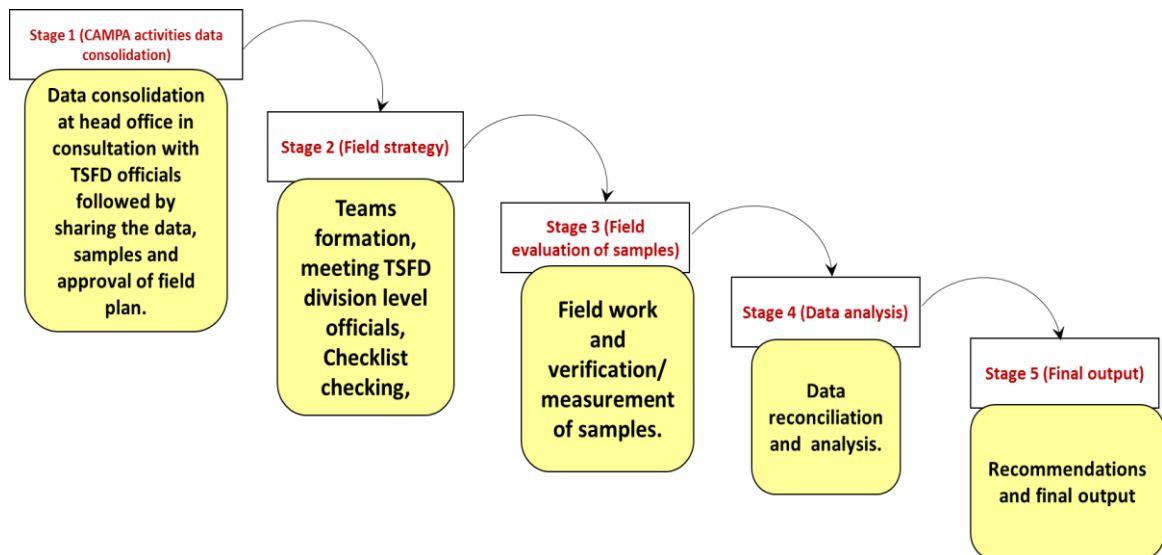 Stage 1 (CAMPA activities data
consolidation)
Data consolidation
at head office in
consultation with
TSFD officials
followed by
sharing the data,
samples and
approval of field
plan.
Stage 2 (Field strategy)
Teams
formation,
meeting TSFD
division level
officials,
Checklist
checking,
Stage 3 (Field
evaluation of samples)
Field work
and
verification/
measurement
of samples.
Stage 4 (Data analysis)
Data
reconciliation
and analysis.
Stage 5 (Final output)
Recommendations
and final output